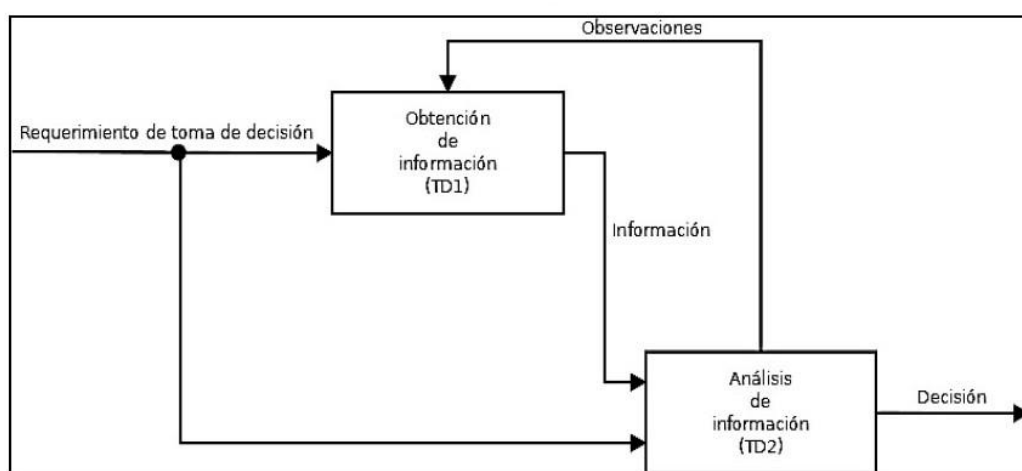 Observaciones
Requerimiento de toma de decisión
Obtención
de
información
(TD1)
Información
Análisis
de
información
(TD2)
Decisión